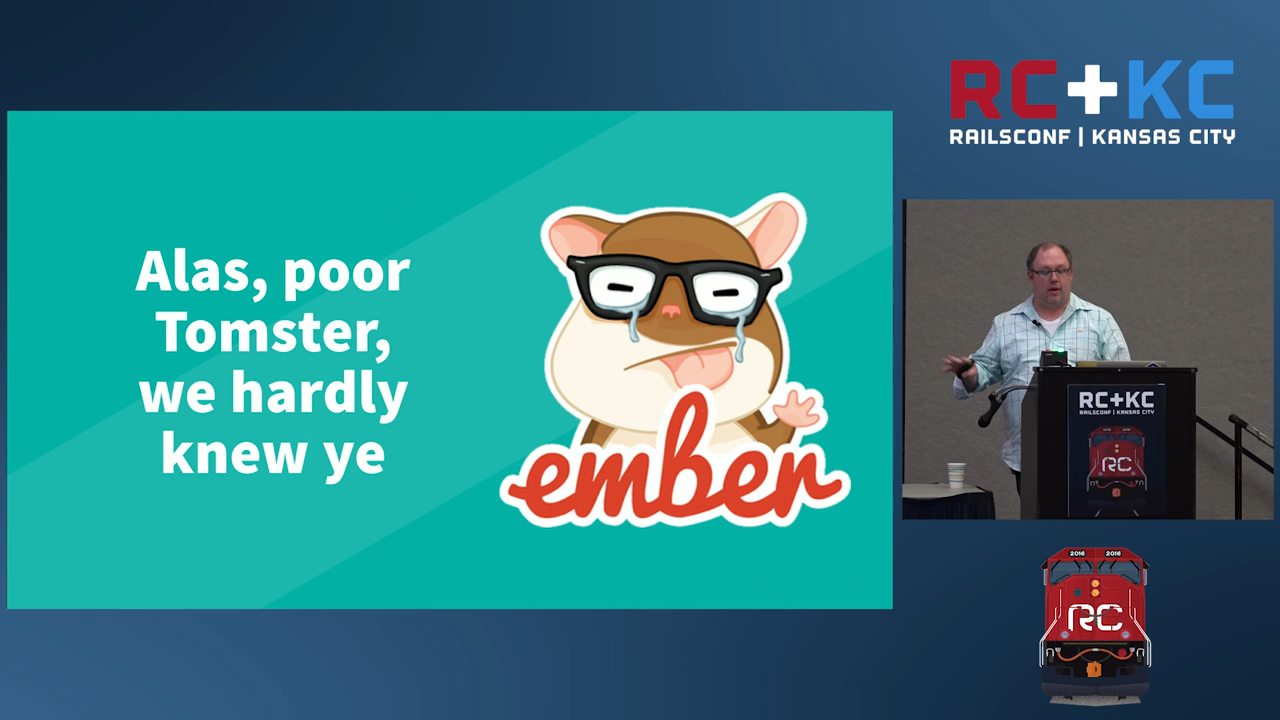 Alas, poor
Tomster,
we hardly
knew ye
ember
RC+KC
RAILSCONF | KANSAS CITY
RC+KC
RAILSCONF | KANSAS CITY
RC
2016 2016
RC